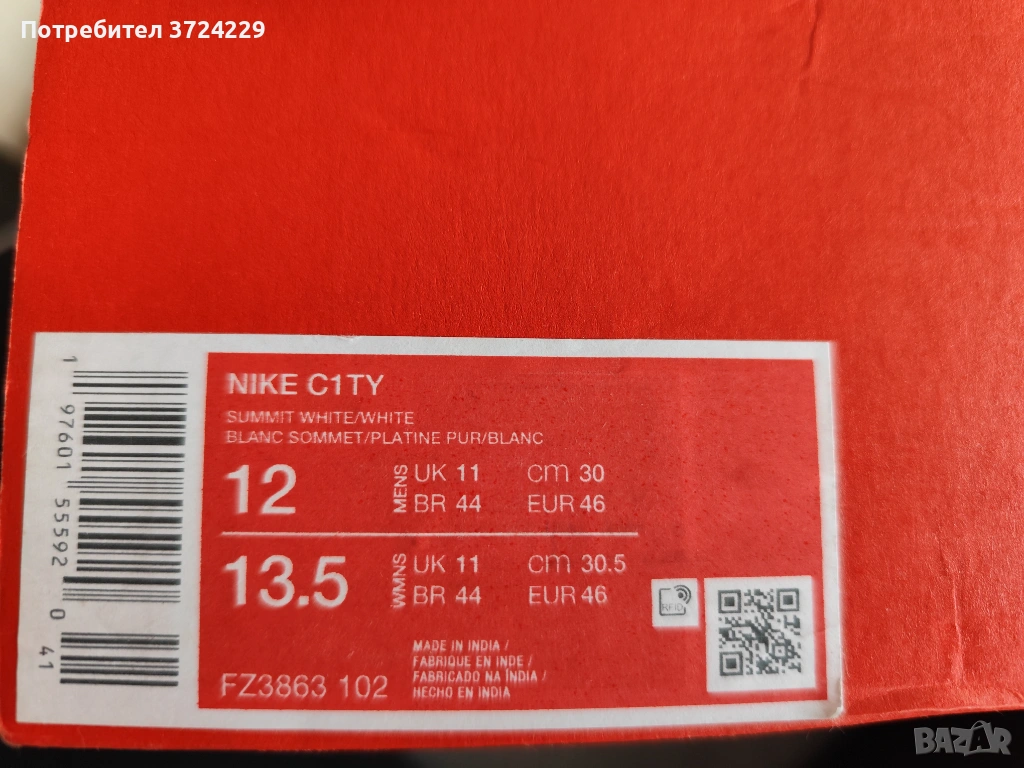 Потребител 3724229
NIKE C1TY
SUMMIT WHITE/WHITE
BLANC SOMMET/PLATINE PUR/BLANC
12 MENS UK 11 cm 30
BR 44 EUR 46
13.5 WMNS UK 11 cm 30.5
BR 44 EUR 46
RFID
MADE IN INDIA /
FABRIQUE EN INDE /
FABRICADO NA ÍNDIA /
HECHO EN INDIA
FZ3863 102
1 97601 55592 0
41
BAZAR